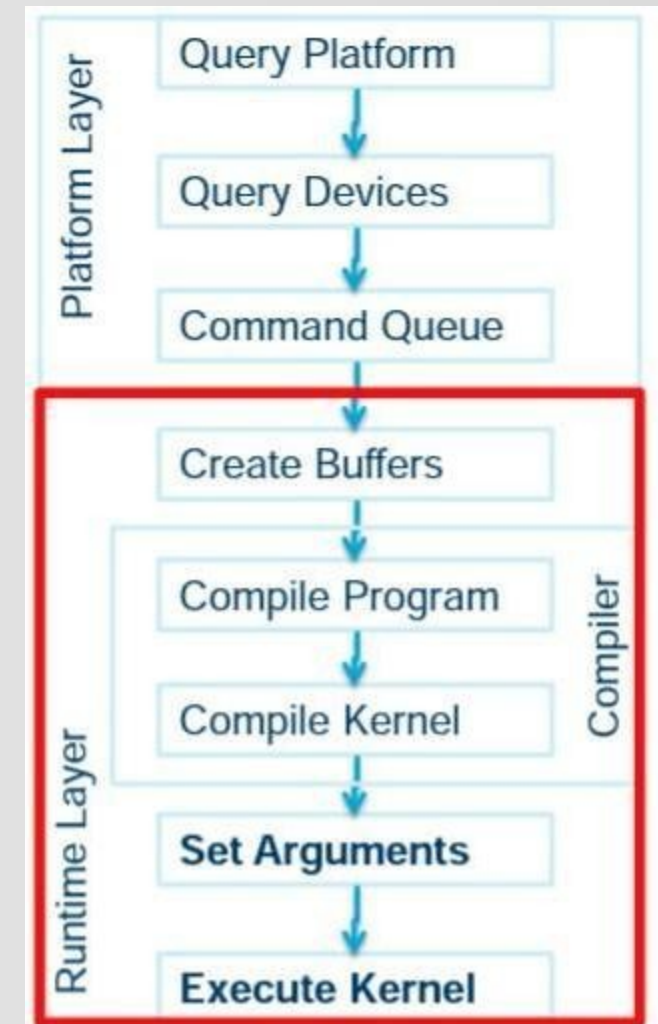 Platform Layer
Query Platform
Query Devices
Command Queue
Create Buffers
Compile Program
Compile Kernel
Compiler
Runtime Layer
Set Arguments
Execute Kernel